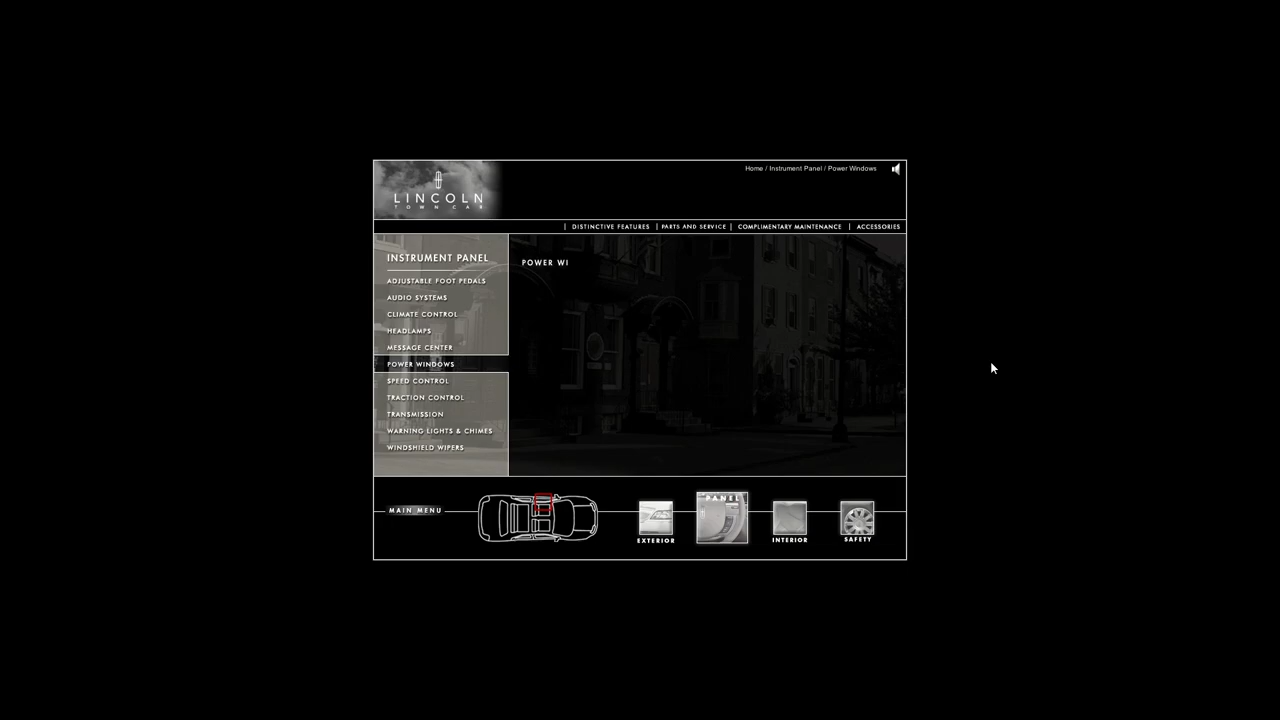 Home / Instrument Panel / Power Windows
LINCOLN
TOWN CAR
DISTINCTIVE FEATURES | PARTS AND SERVICE | COMPLIMENTARY MAINTENANCE | ACCESSORIES
INSTRUMENT PANEL
ADJUSTABLE FOOT PEDALS
AUDIO SYSTEMS
CLIMATE CONTROL
HEADLAMPS
MESSAGE CENTER
POWER WINDOWS
SPEED CONTROL
TRACTION CONTROL
TRANSMISSION
WARNING LIGHTS & CHIMES
WINDSHIELD WIPERS
POWER WI
MAIN MENU
EXTERIOR
PANEL
INTERIOR
SAFETY